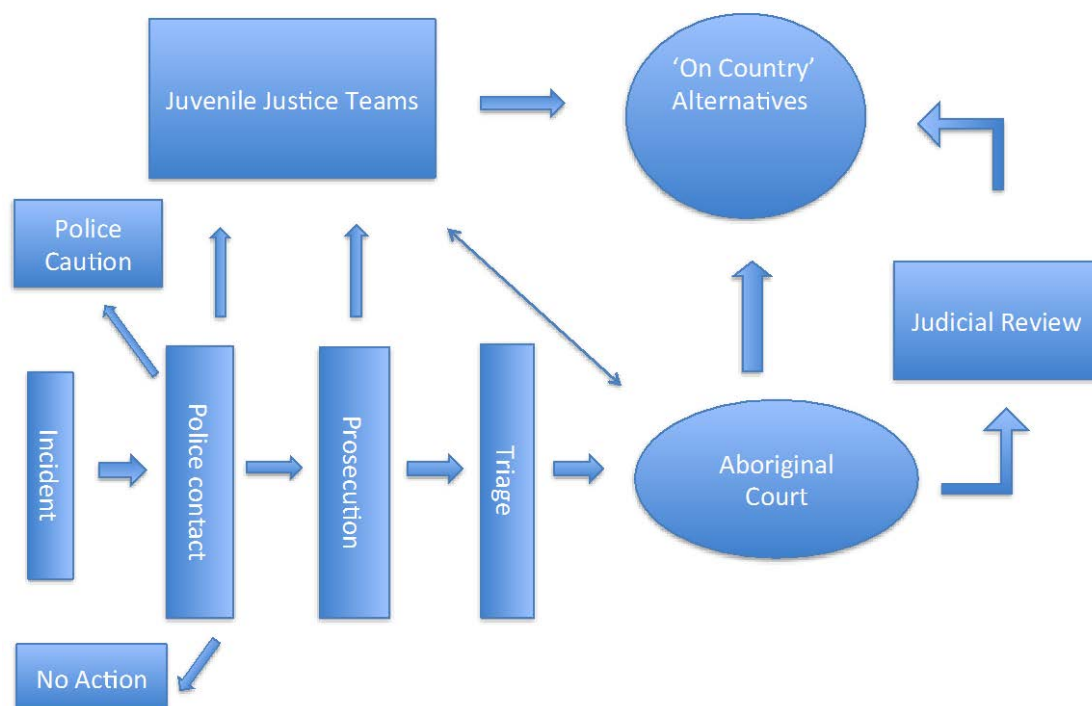 Juvenile Justice Teams
‘On Country’
Alternatives
Police
Caution
Judicial Review
Incident
Police contact
Prosecution
Triage
Aboriginal
Court
No Action